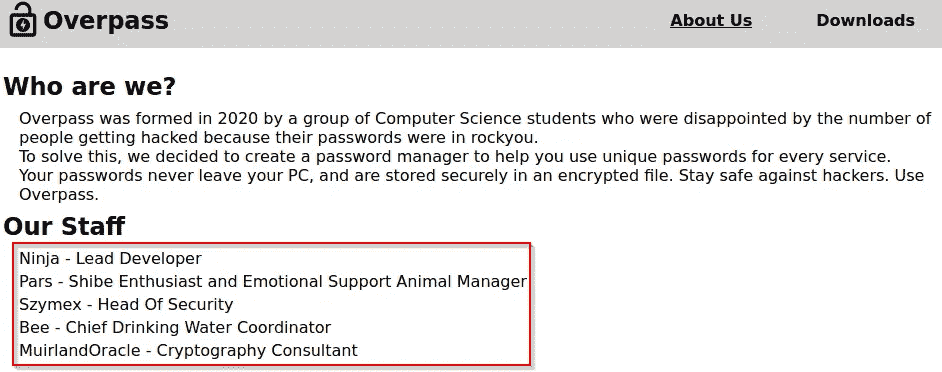 Overpass
About Us
Downloads
Who are we?
Overpass was formed in 2020 by a group of Computer Science students who were disappointed by the number of
people getting hacked because their passwords were in rockyou.
To solve this, we decided to create a password manager to help you use unique passwords for every service.
Your passwords never leave your PC, and are stored securely in an encrypted file. Stay safe against hackers. Use
Overpass.
Our Staff
Ninja - Lead Developer
Pars - Shibe Enthusiast and Emotional Support Animal Manager
Szymex - Head Of Security
Bee - Chief Drinking Water Coordinator
MuirlandOracle - Cryptography Consultant